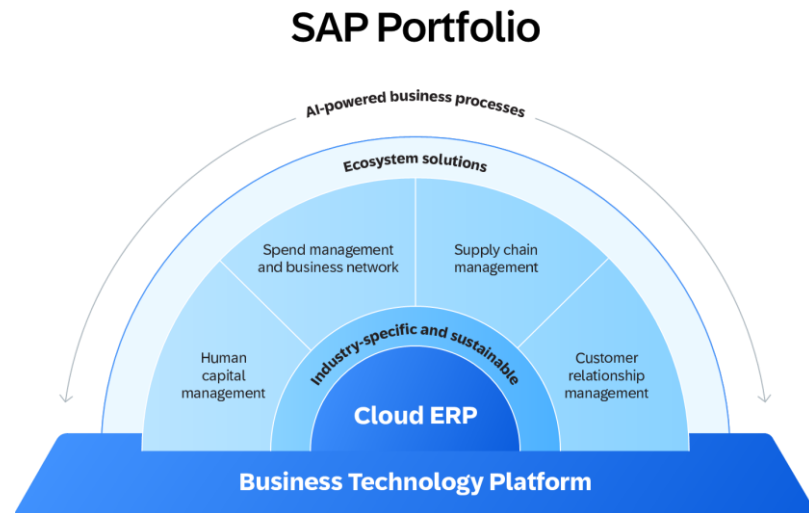 SAP Portfolio
AI-powered business processes
Ecosystem solutions
Spend management
and business network
Supply chain
management
Human
capital
management
Industry-specific and sustainable
Customer
relationship
management
Cloud ERP
Business Technology Platform